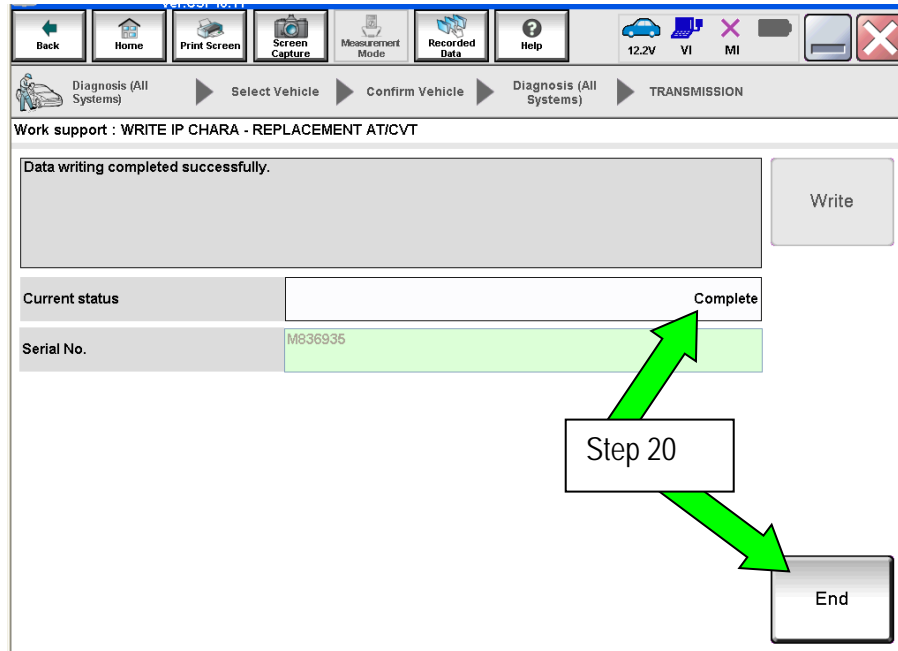 Back
Home
Print Screen
Screen
Capture
Measurement
Mode
Recorded
Data
Help
12.2V
VI
MI
Diagnosis (All
Systems)
Select Vehicle
Confirm Vehicle
Diagnosis (All
Systems)
TRANSMISSION
Work support : WRITE IP CHARA - REPLACEMENT AT/CVT
Data writing completed successfully.
Write
Current status
Complete
Serial No.
M836935
Step 20
End